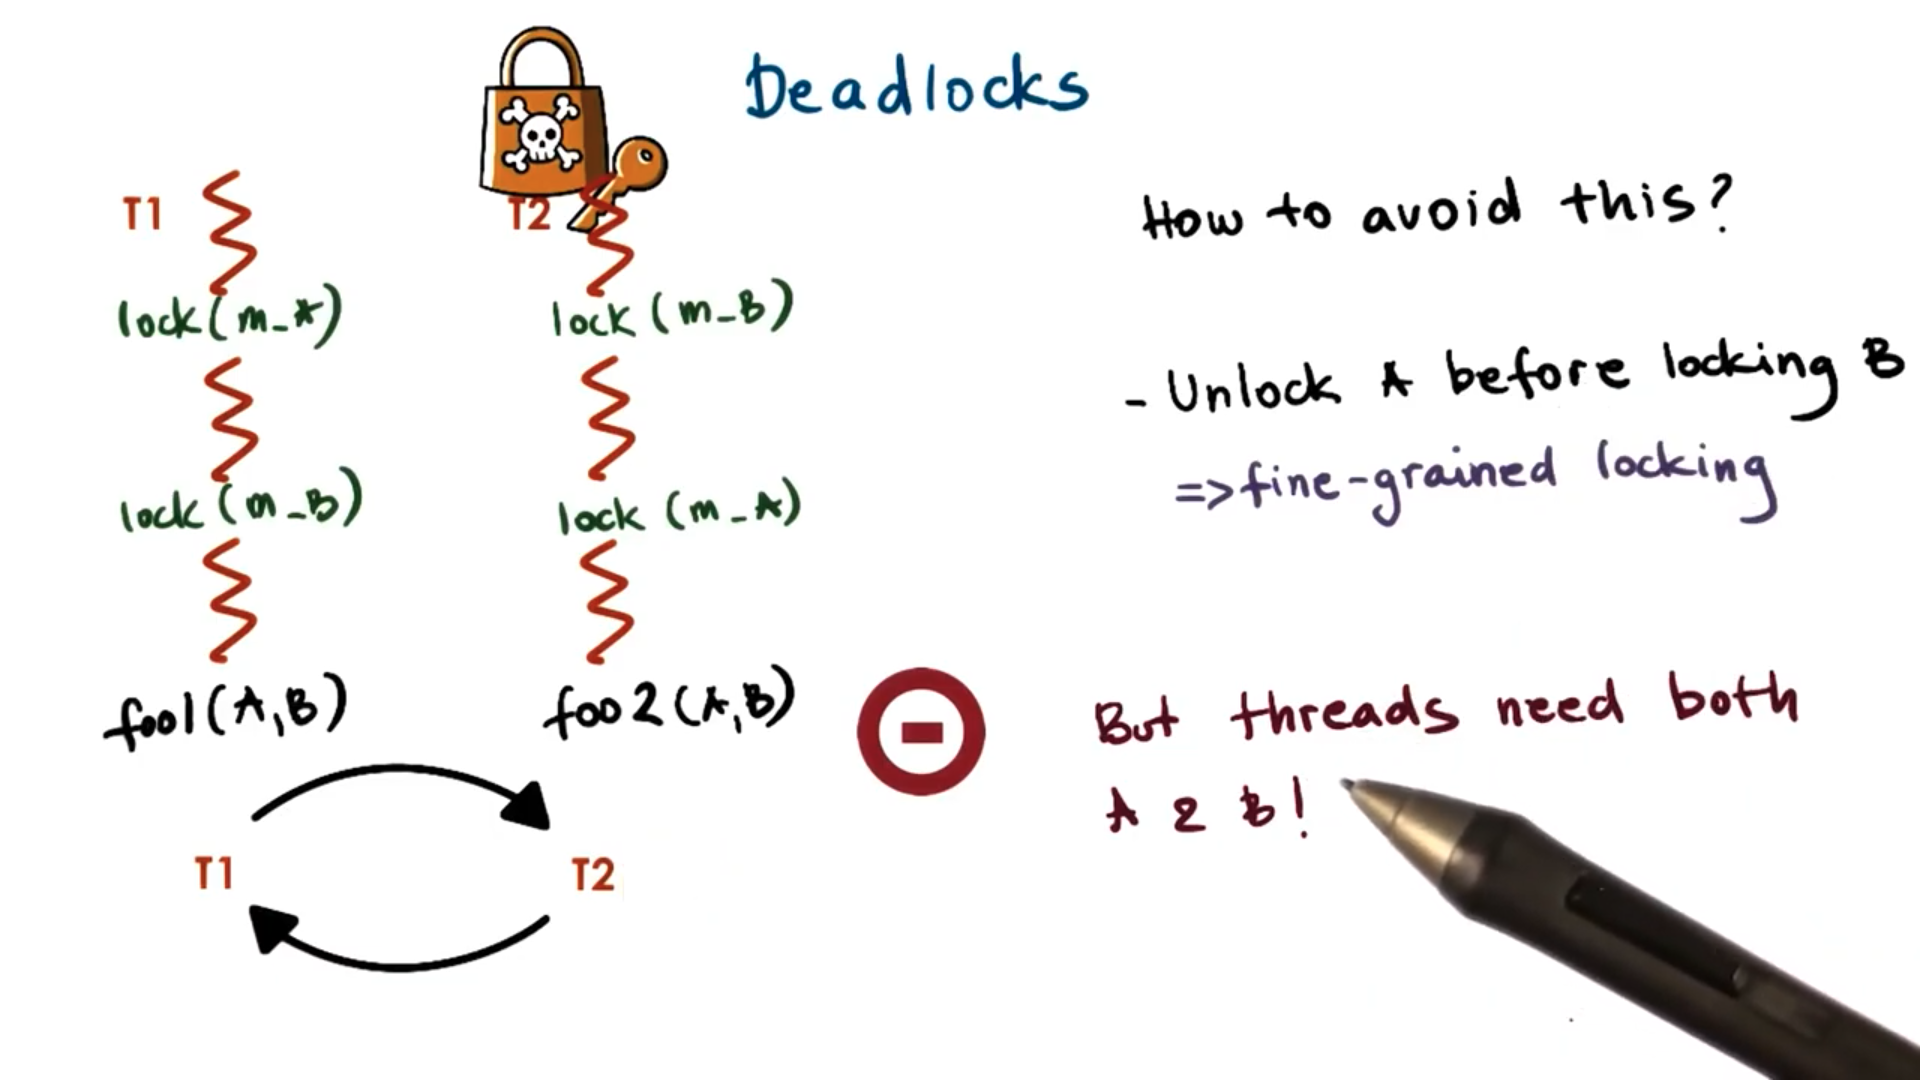 Deadlocks
T1
T2
lock(m_A)
lock(m_B)
lock(m_B)
lock(m_A)
foo1(A,B)
foo2(A,B)
T1
T2
How to avoid this?
- Unlock A before locking B
=> fine-grained locking
But threads need both
A & B!